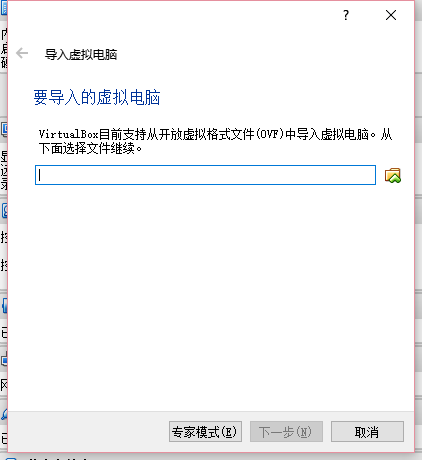 ?
导入虚拟电脑
要导入的虚拟电脑
VirtualBox目前支持从开放虚拟格式文件(OVF)中导入虚拟电脑。从
下面选择文件继续。
专家模式(E)
下一步(N)
取消